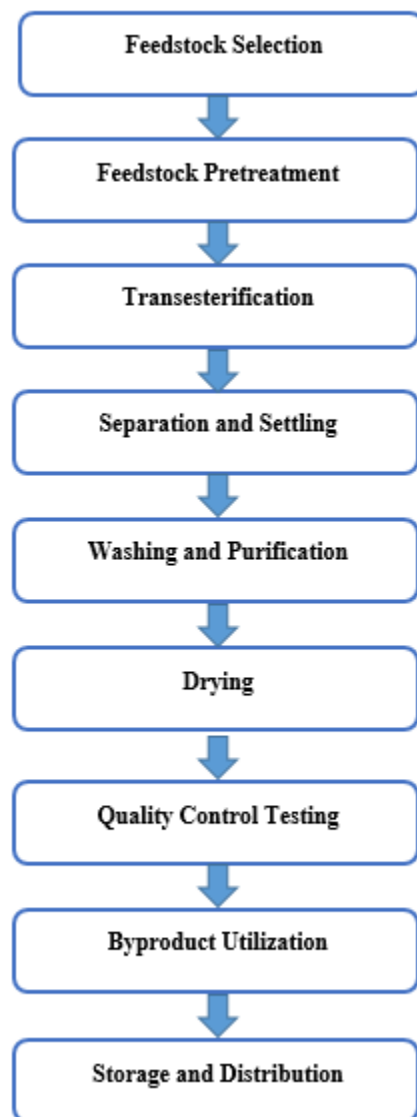 Feedstock Selection
Feedstock Pretreatment
Transesterification
Separation and Settling
Washing and Purification
Drying
Quality Control Testing
Byproduct Utilization
Storage and Distribution